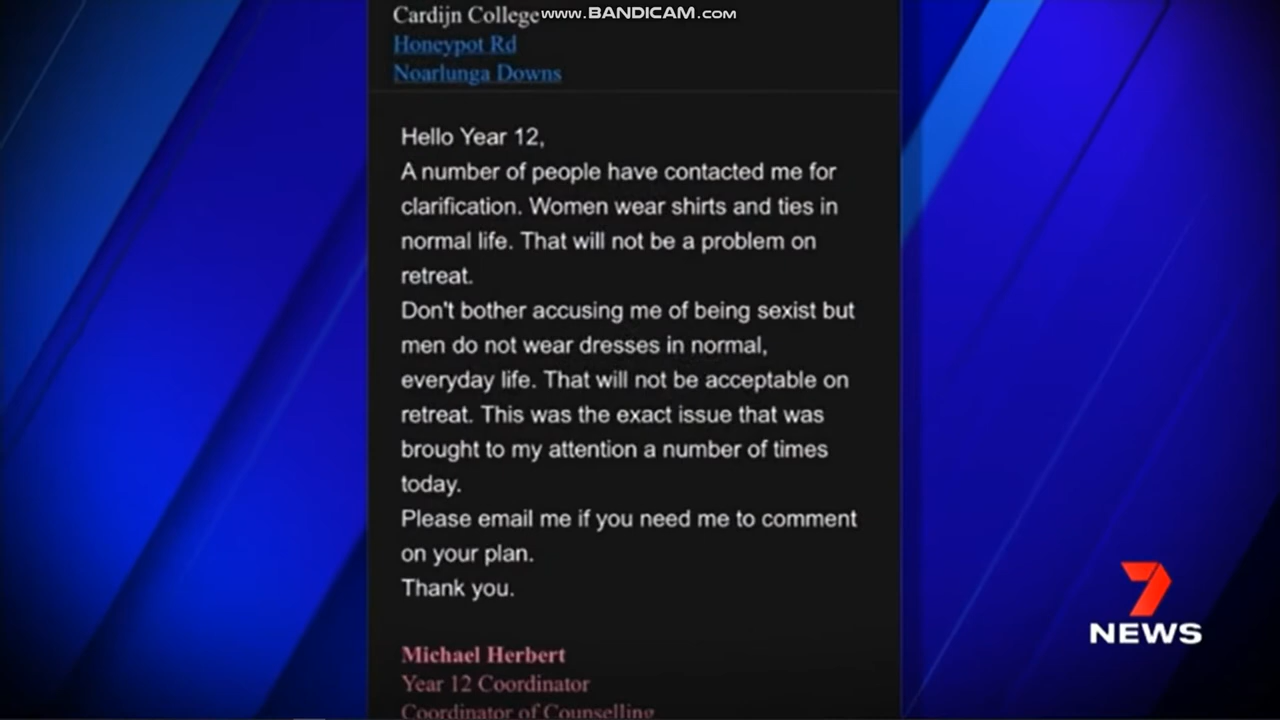 Cardijn College
www.BANDICAM.com
Honeypot Rd
Noarlunga Downs
Hello Year 12,
A number of people have contacted me for
clarification. Women wear shirts and ties in
normal life. That will not be a problem on
retreat.
Don't bother accusing me of being sexist but
men do not wear dresses in normal,
everyday life. That will not be acceptable on
retreat. This was the exact issue that was
brought to my attention a number of times
today.
Please email me if you need me to comment
on your plan.
Thank you.
Michael Herbert
Year 12 Coordinator
Coordinator of Counselling
7
NEWS